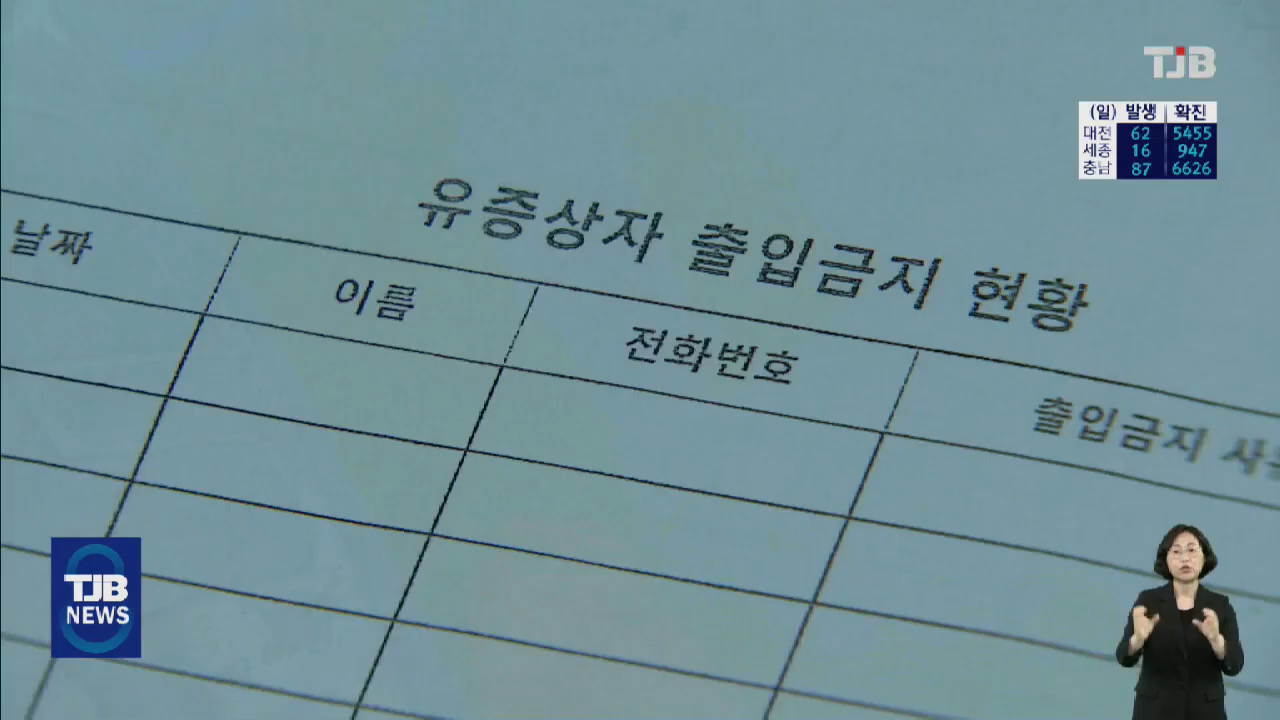 TJB
(일) 발생 확진
대전 62 5455
세종 16 947
충남 87 6626
유증상자 출입금지 현황
날짜 이름 전화번호 출입금지
8
TJB
NEWS